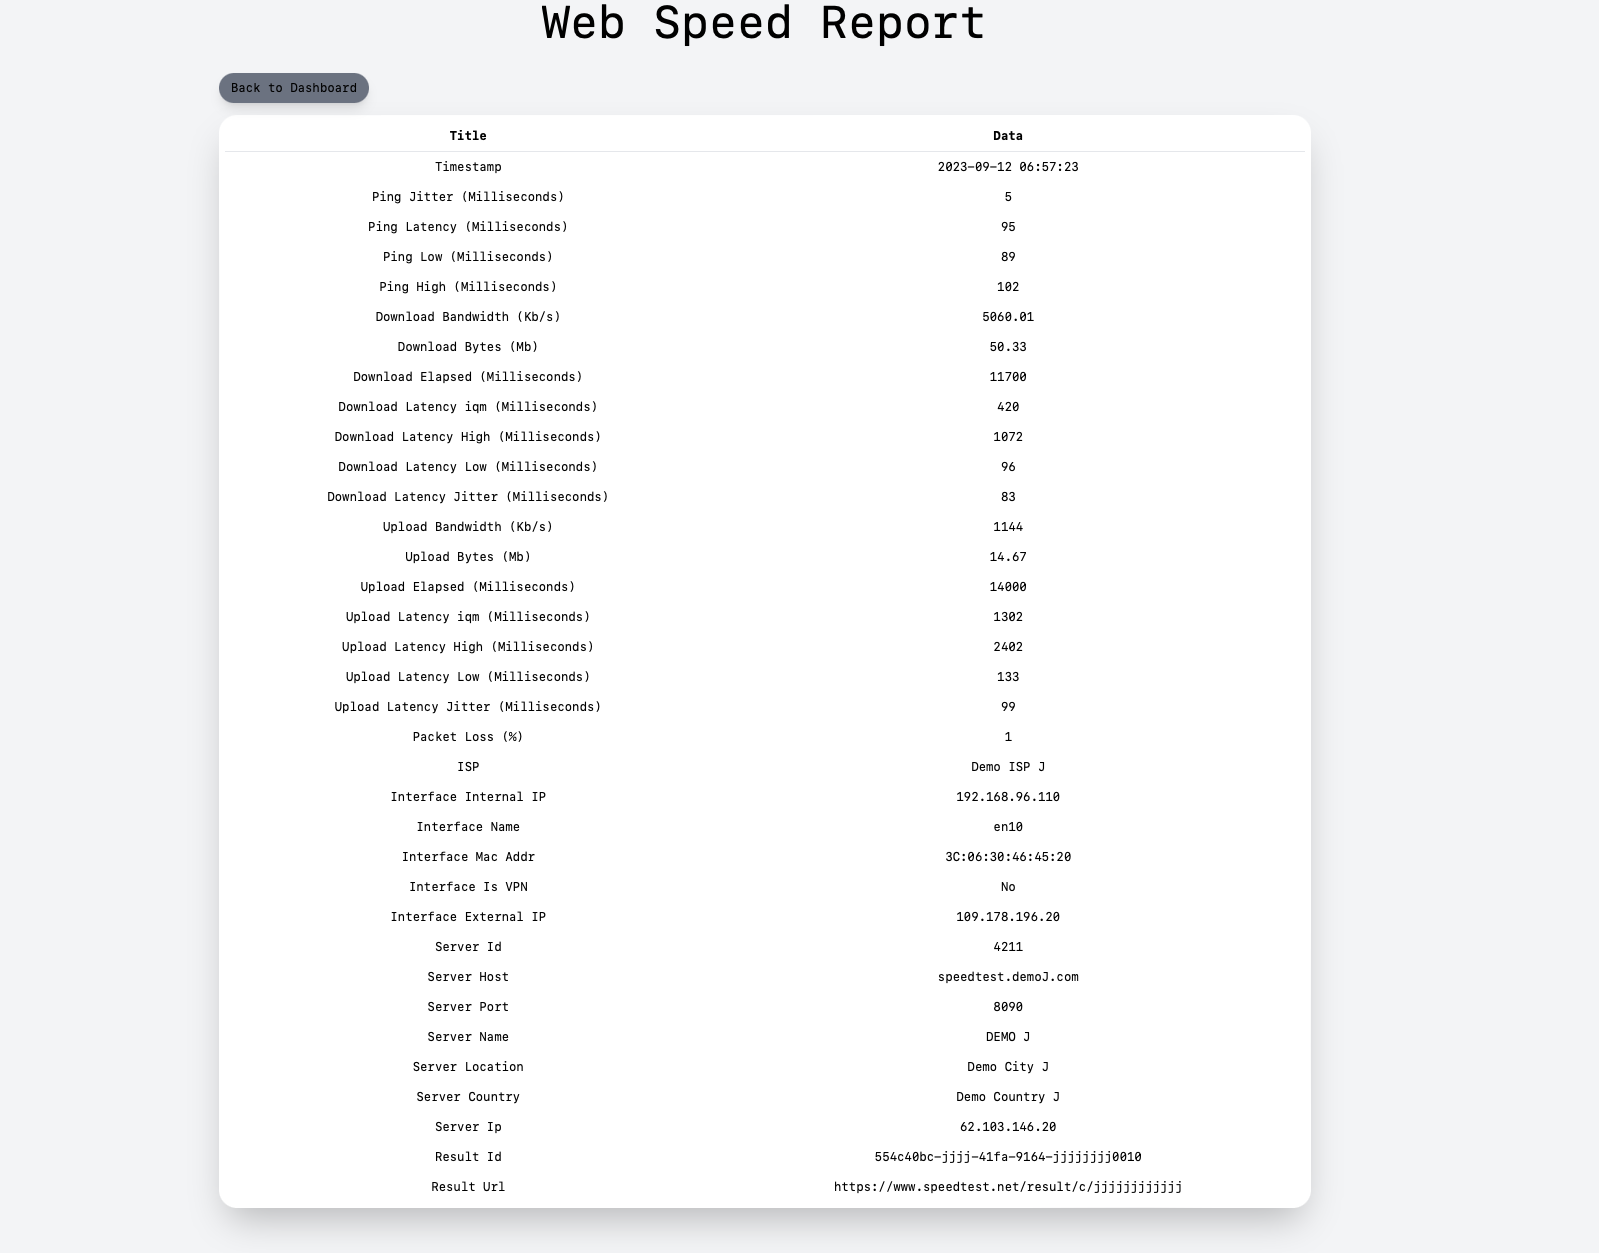 Web Speed Report
Back to Dashboard
Title Data
Timestamp 2023-09-12 06:57:23
Ping Jitter (Milliseconds) 5
Ping Latency (Milliseconds) 95
Ping Low (Milliseconds) 89
Ping High (Milliseconds) 102
Download Bandwidth (Kb/s) 5060.01
Download Bytes (Mb) 50.33
Download Elapsed (Milliseconds) 11700
Download Latency iqm (Milliseconds) 420
Download Latency High (Milliseconds) 1072
Download Latency Low (Milliseconds) 96
Download Latency Jitter (Milliseconds) 83
Upload Bandwidth (Kb/s) 1144
Upload Bytes (Mb) 14.67
Upload Elapsed (Milliseconds) 14000
Upload Latency iqm (Milliseconds) 1302
Upload Latency High (Milliseconds) 2402
Upload Latency Low (Milliseconds) 133
Upload Latency Jitter (Milliseconds) 99
Packet Loss (%) 1
ISP Demo ISP J
Interface Internal IP 192.168.96.110
Interface Name en10
Interface Mac Addr 3C:06:30:46:45:20
Interface Is VPN No
Interface External IP 109.178.196.20
Server Id 4211
Server Host speedtest.demoJ.com
Server Port 8090
Server Name DEMO J
Server Location Demo City J
Server Country Demo Country J
Server Ip 62.103.146.20
Result Id 554c40bc-jjjj-41fa-9164-jjjjjjjj0010
Result Url https://www.speedtest.net/result/c/jjjjjjjjjjjj